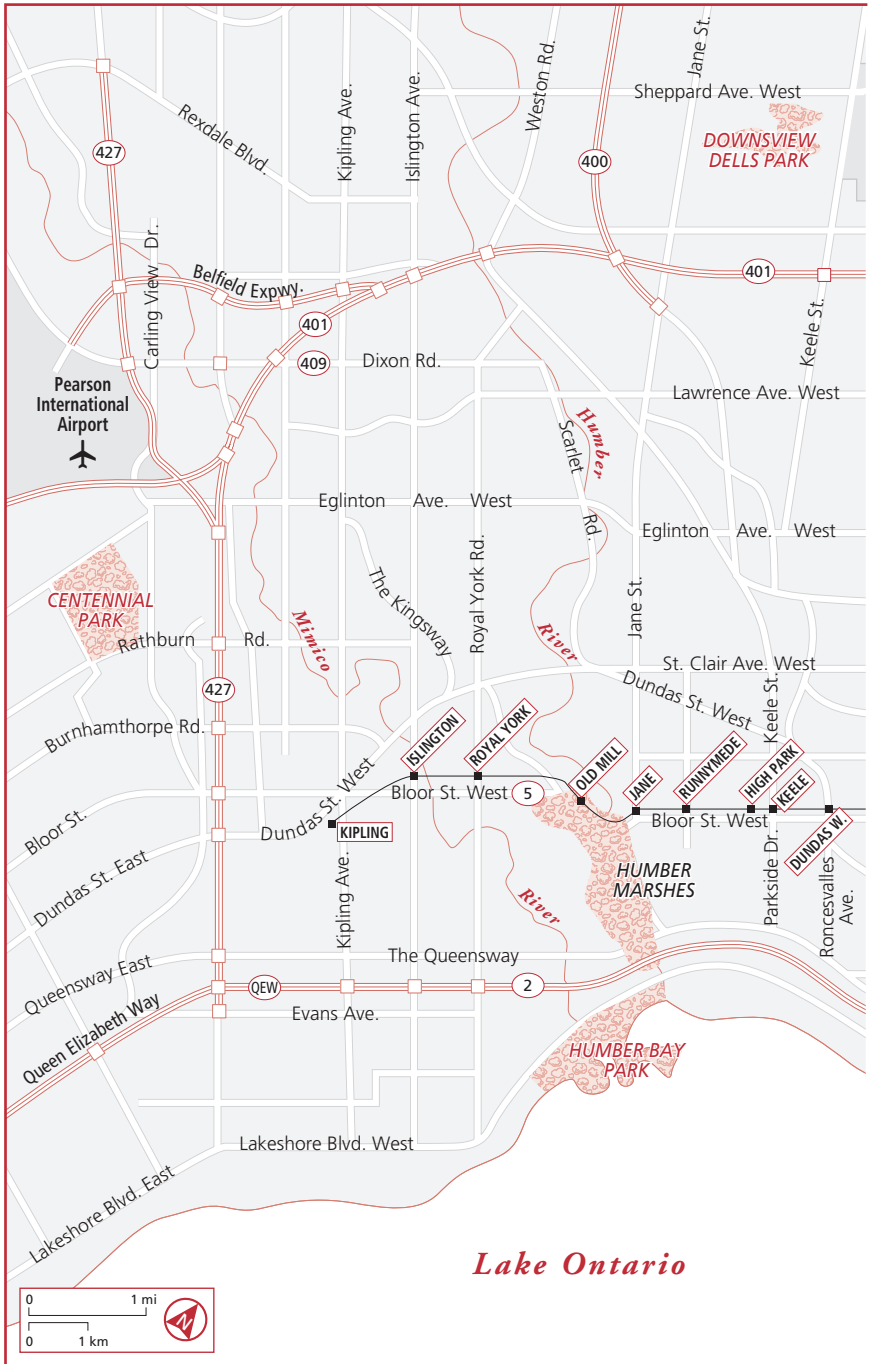 Rexdale Blvd.
Kipling Ave.
Islington Ave.
Weston Rd.
Jane St.
Sheppard Ave. West
DOWNSVIEW
DELLS PARK
427
400
Carling View Dr.
Belfield Expwy.
401
401
409
Dixon Rd.
Keele St.
Pearson
International
Airport
Lawrence Ave. West
Humber
Scarlet Rd.
Eglinton Ave. West
Eglinton Ave. West
CENTENNIAL
PARK
The Kingsway
Royal York Rd.
Jane St.
Mimico
River
Rathburn Rd.
St. Clair Ave. West
Dundas St. West
427
Burnhamthorpe Rd.
Keele St.
ISLINGTON
ROYAL YORK
OLD MILL
JANE
RUNNYMEDE
HIGH PARK
KEELE
Dundas St. West
Bloor St. West
5
Bloor St. West
Bloor St.
KIPLING
DUNDAS W.
Dundas St. East
HUMBER
MARSHES
Kipling Ave.
River
Parkside Dr.
Roncesvalles
Ave.
Queensway East
The Queensway
QEW
2
Queen Elizabeth Way
Evans Ave.
HUMBER BAY
PARK
Lakeshore Blvd. West
Lakeshore Blvd. East
Lake Ontario
0 1 mi
0 1 km
N